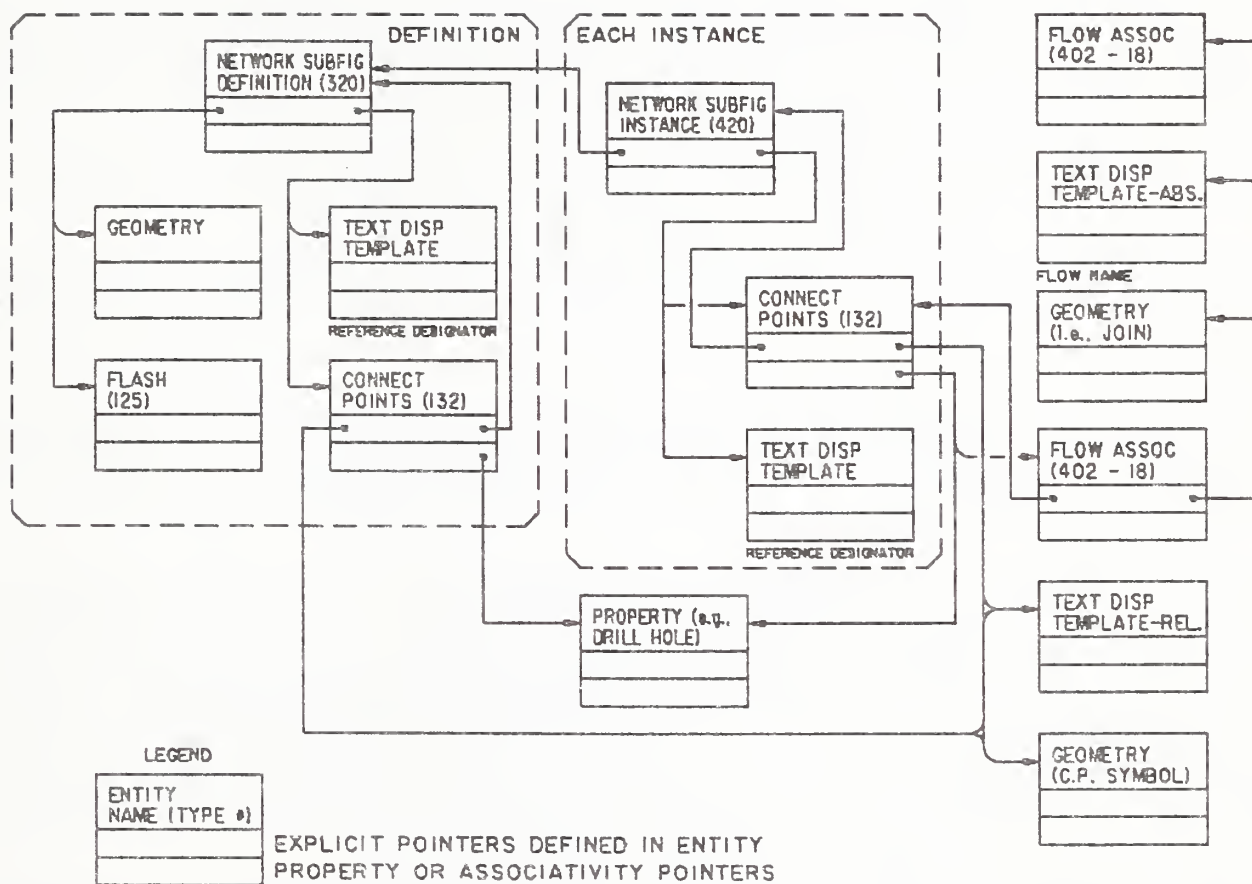 DEFINITION
NETWORK SUBFIG
DEFINITION (320)
GEOMETRY
TEXT DISP
TEMPLATE
REFERENCE DESIGNATOR
FLASH
(125)
CONNECT
POINTS (132)
EACH INSTANCE
NETWORK SUBFIG
INSTANCE (420)
CONNECT
POINTS (132)
TEXT DISP
TEMPLATE
REFERENCE DESIGNATOR
PROPERTY (e.g.,
DRILL HOLE)
FLOW ASSOC
(402 - 18)
TEXT DISP
TEMPLATE-ABS.
FLOW NAME
GEOMETRY
(i.e., JOIN)
FLOW ASSOC
(402 - 18)
TEXT DISP
TEMPLATE-REL.
GEOMETRY
(C.P. SYMBOL)
LEGEND
ENTITY
NAME (TYPE #)
EXPLICIT POINTERS DEFINED IN ENTITY
PROPERTY OR ASSOCIATIVITY POINTERS